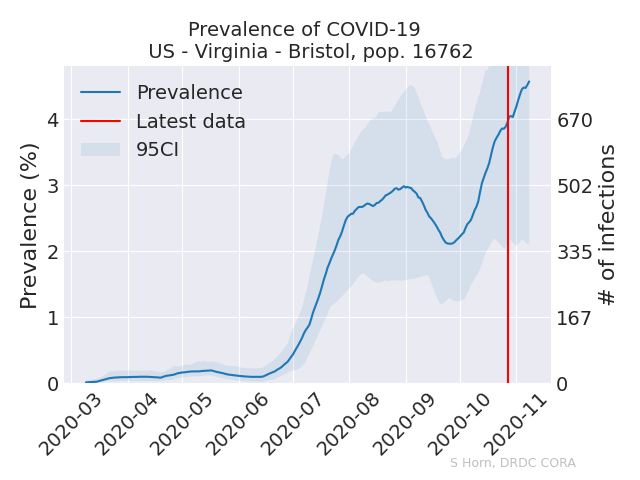 Prevalence of COVID-19
US - Virginia - Bristol, pop. 16762
Prevalence
Latest data
95CI
Prevalence (%)
4
3
2
1
0
670
502
335
167
0
# of infections
2020-03
2020-04
2020-05
2020-06
2020-07
2020-08
2020-09
2020-10
2020-11
S Horn, DRDC CORA